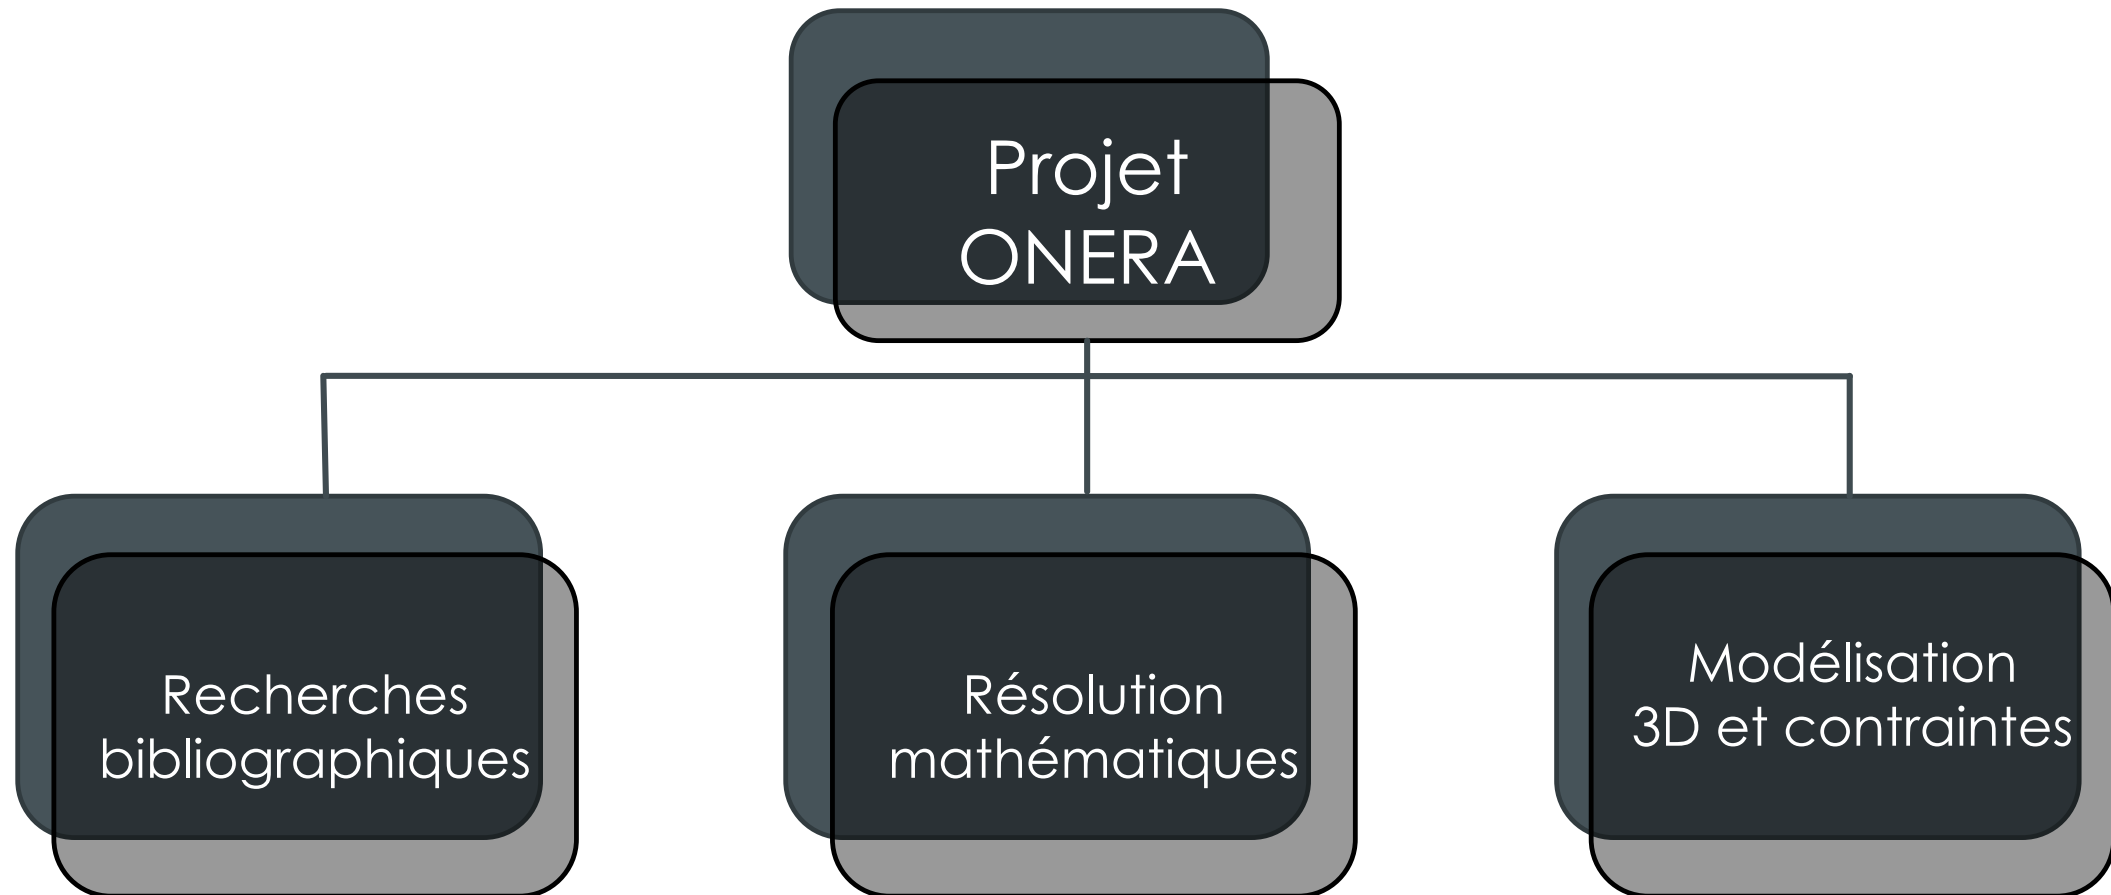 Projet
ONERA
Recherches
bibliographiques
Résolution
mathématiques
Modélisation
3D et contraintes